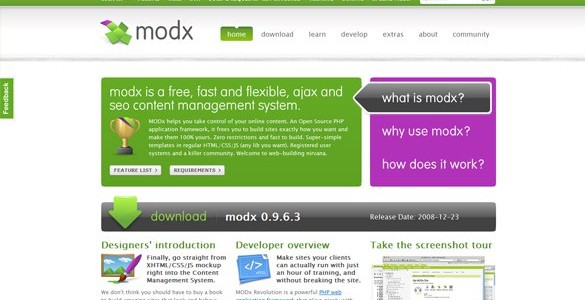 modx
home download learn develop extras about community
Feedback
modx is a free, fast and flexible, ajax and
seo content management system.
MODx helps you take control of your online content. An Open Source PHP
application framework, it frees you to build sites exactly how you want and
make them 100% yours. Zero restrictions and fast to build. Super-simple
templates in regular HTML/CSS/JS (any lib you want). Registered user
systems and a killer community. Welcome to web-building nirvana.
FEATURE LIST >
REQUIREMENTS >
what is modx?
why use modx?
how does it work?
download modx 0.9.6.3 Release Date: 2008-12-23
Designers' introduction
Finally, go straight from
XHTML/CSS/JS mockup
right into the Content
Management System.
We don't think you should have to buy a book
Developer overview
Make sites your clients
can actually run with just
an hour of training, and
without breaking the site.
MODx Revolution is a powerful PHP web
Take the screenshot tour